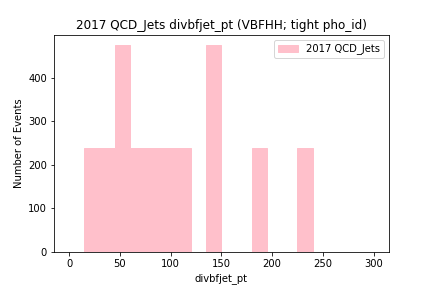 2017 QCD_Jets divbfjet_pt (VBFHH; tight pho_id)
2017 QCD_Jets
Number of Events
400
300
200
100
0
0 50 100 150 200 250 300
divbfjet_pt